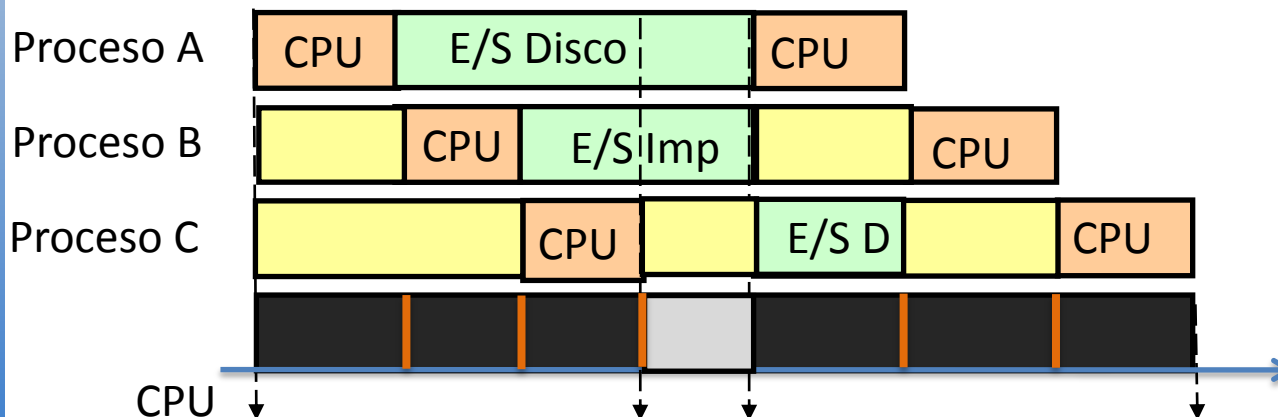 Proceso A CPU E/S Disco CPU
Proceso B CPU E/S Imp CPU
Proceso C CPU E/S D CPU
CPU